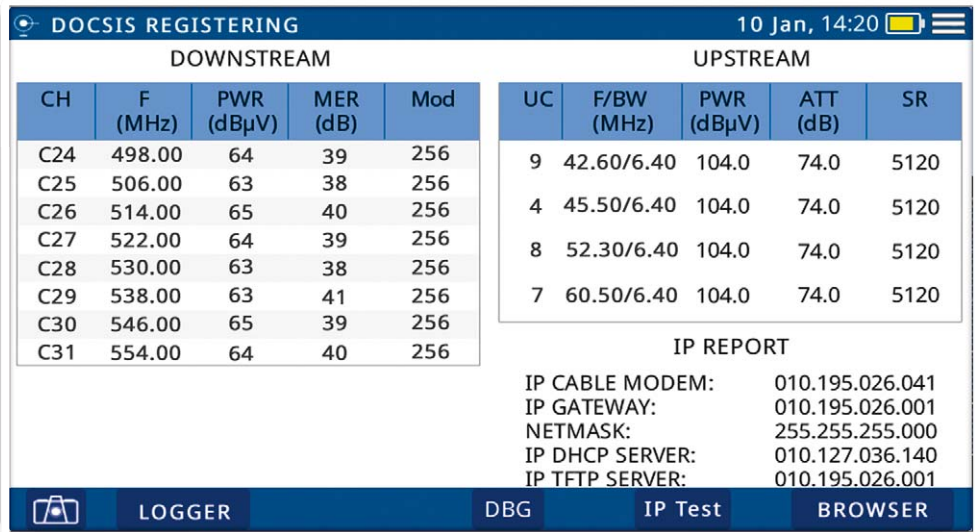 DOCSIS REGISTERING 10 Jan, 14:20
DOWNSTREAM
CH F (MHz) PWR (dBµV) MER (dB) Mod
C24 498.00 64 39 256
C25 506.00 63 38 256
C26 514.00 65 40 256
C27 522.00 64 39 256
C28 530.00 63 38 256
C29 538.00 63 41 256
C30 546.00 65 39 256
C31 554.00 64 40 256
UPSTREAM
UC F/BW (MHz) PWR (dBµV) ATT (dB) SR
9 42.60/6.40 104.0 74.0 5120
4 45.50/6.40 104.0 74.0 5120
8 52.30/6.40 104.0 74.0 5120
7 60.50/6.40 104.0 74.0 5120
IP REPORT
IP CABLE MODEM: 010.195.026.041
IP GATEWAY: 010.195.026.001
NETMASK: 255.255.255.000
IP DHCP SERVER: 010.127.036.140
IP TFTP SERVER: 010.195.026.001
LOGGER DBG IP Test BROWSER